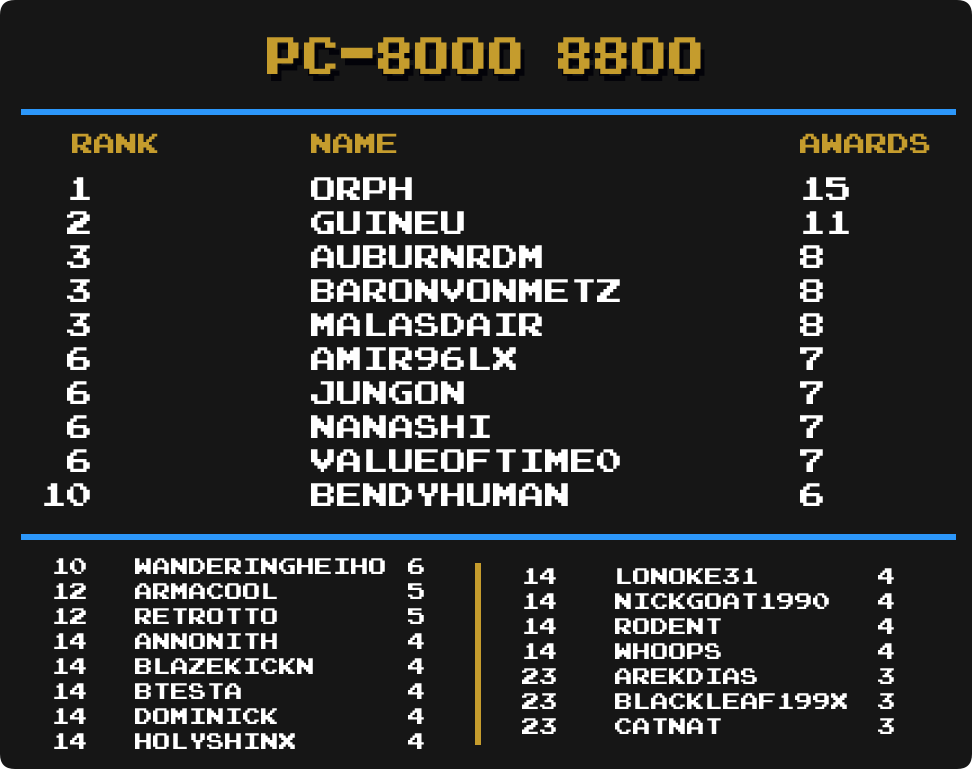 PC-8000 8800
RANK NAME AWARDS
1 ORPH 15
2 GUINEU 11
3 AUBURNRDM 8
3 BARONVONMETZ 8
3 MALASDAIR 8
6 AMIR96LX 7
6 JUNGON 7
6 NANASHI 7
6 VALUEOFTIME0 7
10 BENDYHUMAN 6
10 WANDERINGHEIHO 6
12 ARMACOOL 5
12 RETROTTO 5
14 ANNONITH 4
14 BLAZEKICKN 4
14 BTESTA 4
14 DOMINICK 4
14 HOLYSHINX 4
14 LONOKE31 4
14 NICKGOAT1990 4
14 RODENT 4
14 WHOOPS 4
23 AREKDIAS 3
23 BLACKLEAF199X 3
23 CATNAT 3